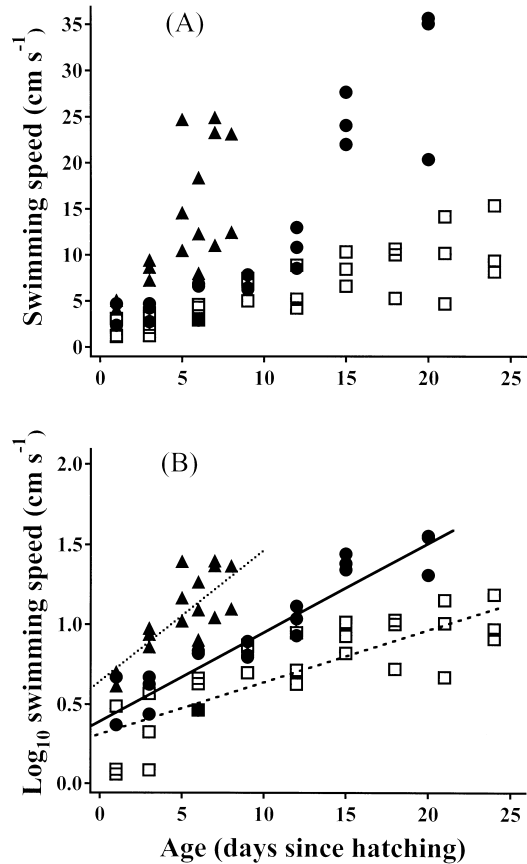 (A)
35
30
25
20
15
10
5
0
Swimming speed (cm s⁻¹)
0 5 10 15 20 25
(B)
2.0
1.5
1.0
0.5
0.0
Log₁₀ swimming speed (cm s⁻¹)
0 5 10 15 20 25
Age (days since hatching)